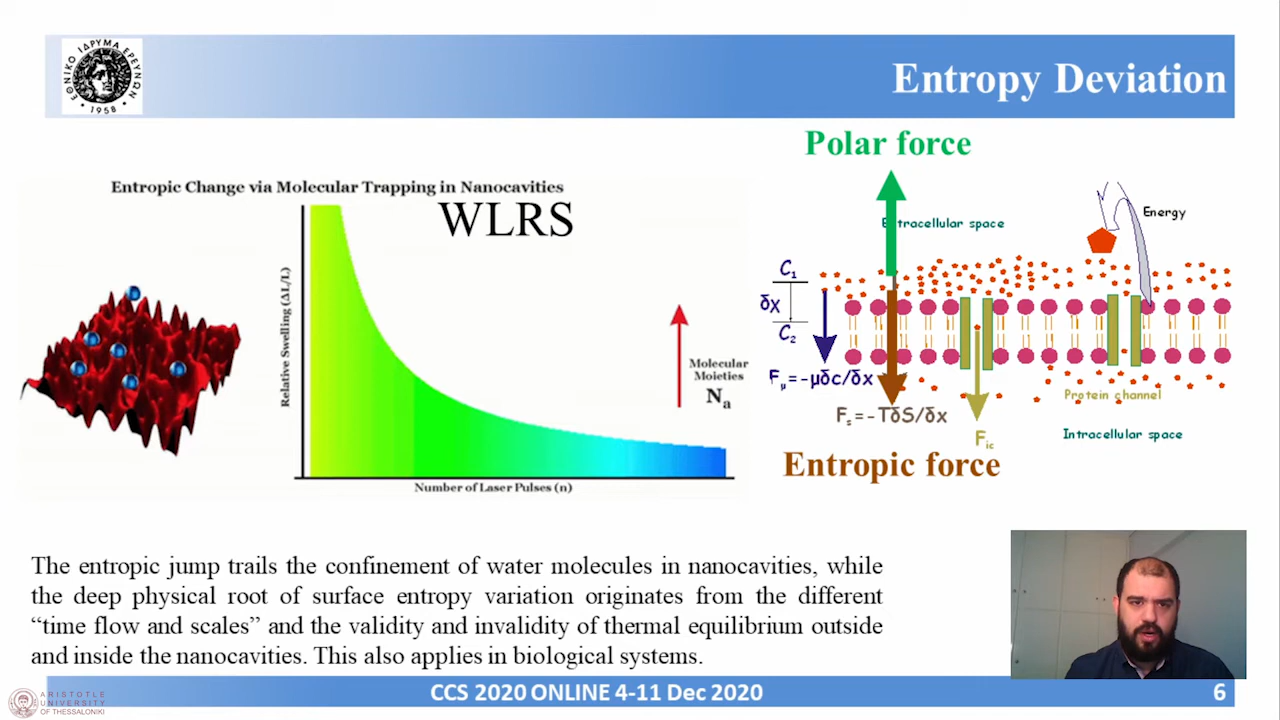 ΕΘΝΙΚΟ ΙΔΡΥΜΑ ΕΡΕΥΝΩΝ
• 1958 •
Entropy Deviation
Entropic Change via Molecular Trapping in Nanocavities
WLRS
Relative Swelling (ΔL/L)
Number of Laser Pulses (n)
Molecular
Moieties
Na
Polar force
Extracellular space
Energy
C1
δx
C2
Fμ=-μδc/δx
Fs=-TδS/δx
Fic
Protein channel
Intracellular space
Entropic force
The entropic jump trails the confinement of water molecules in nanocavities, while
the deep physical root of surface entropy variation originates from the different
“time flow and scales” and the validity and invalidity of thermal equilibrium outside
and inside the nanocavities. This also applies in biological systems.
ARISTOTLE
UNIVERSITY
OF THESSALONIKI
CCS 2020 ONLINE 4-11 Dec 2020
6